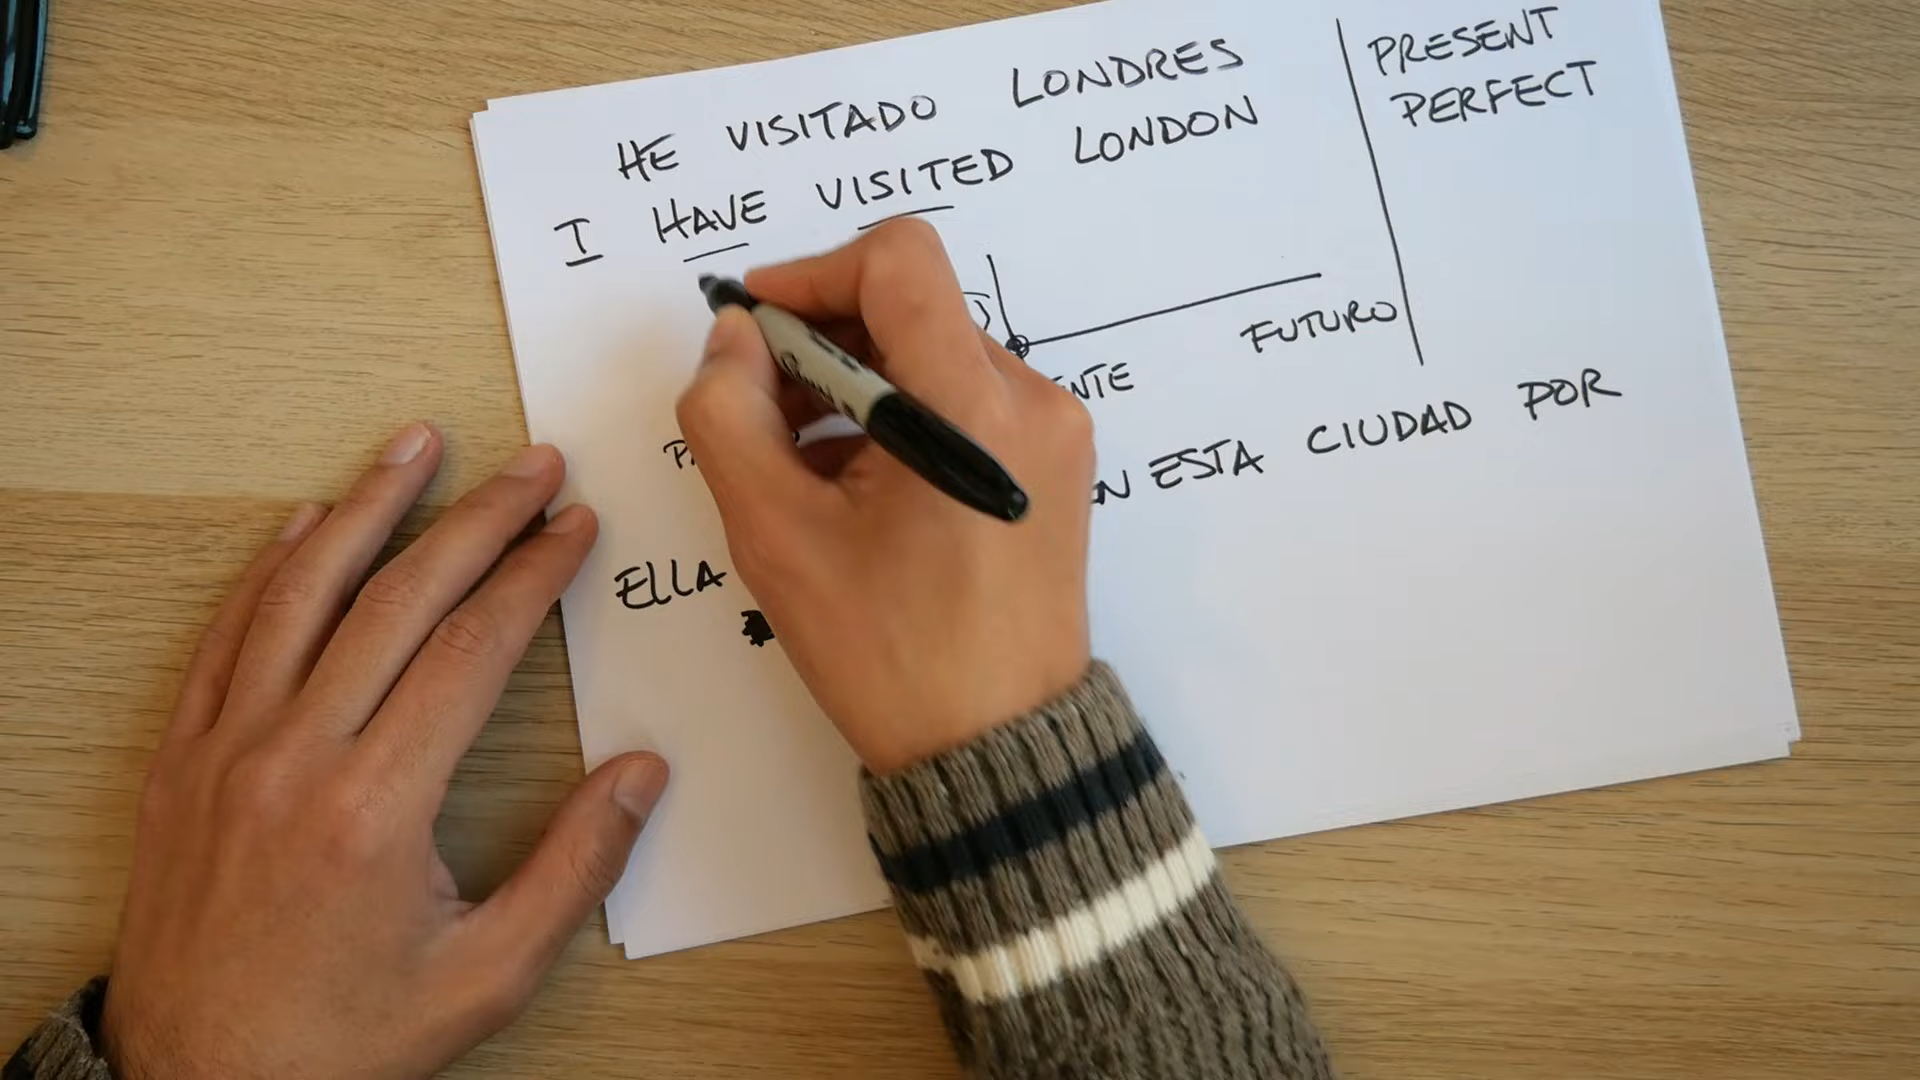 HE VISITADO LONDRES
I HAVE VISITED LONDON
PRESENT
PERFECT
FUTURO
ESTA CIUDAD POR
ELLA